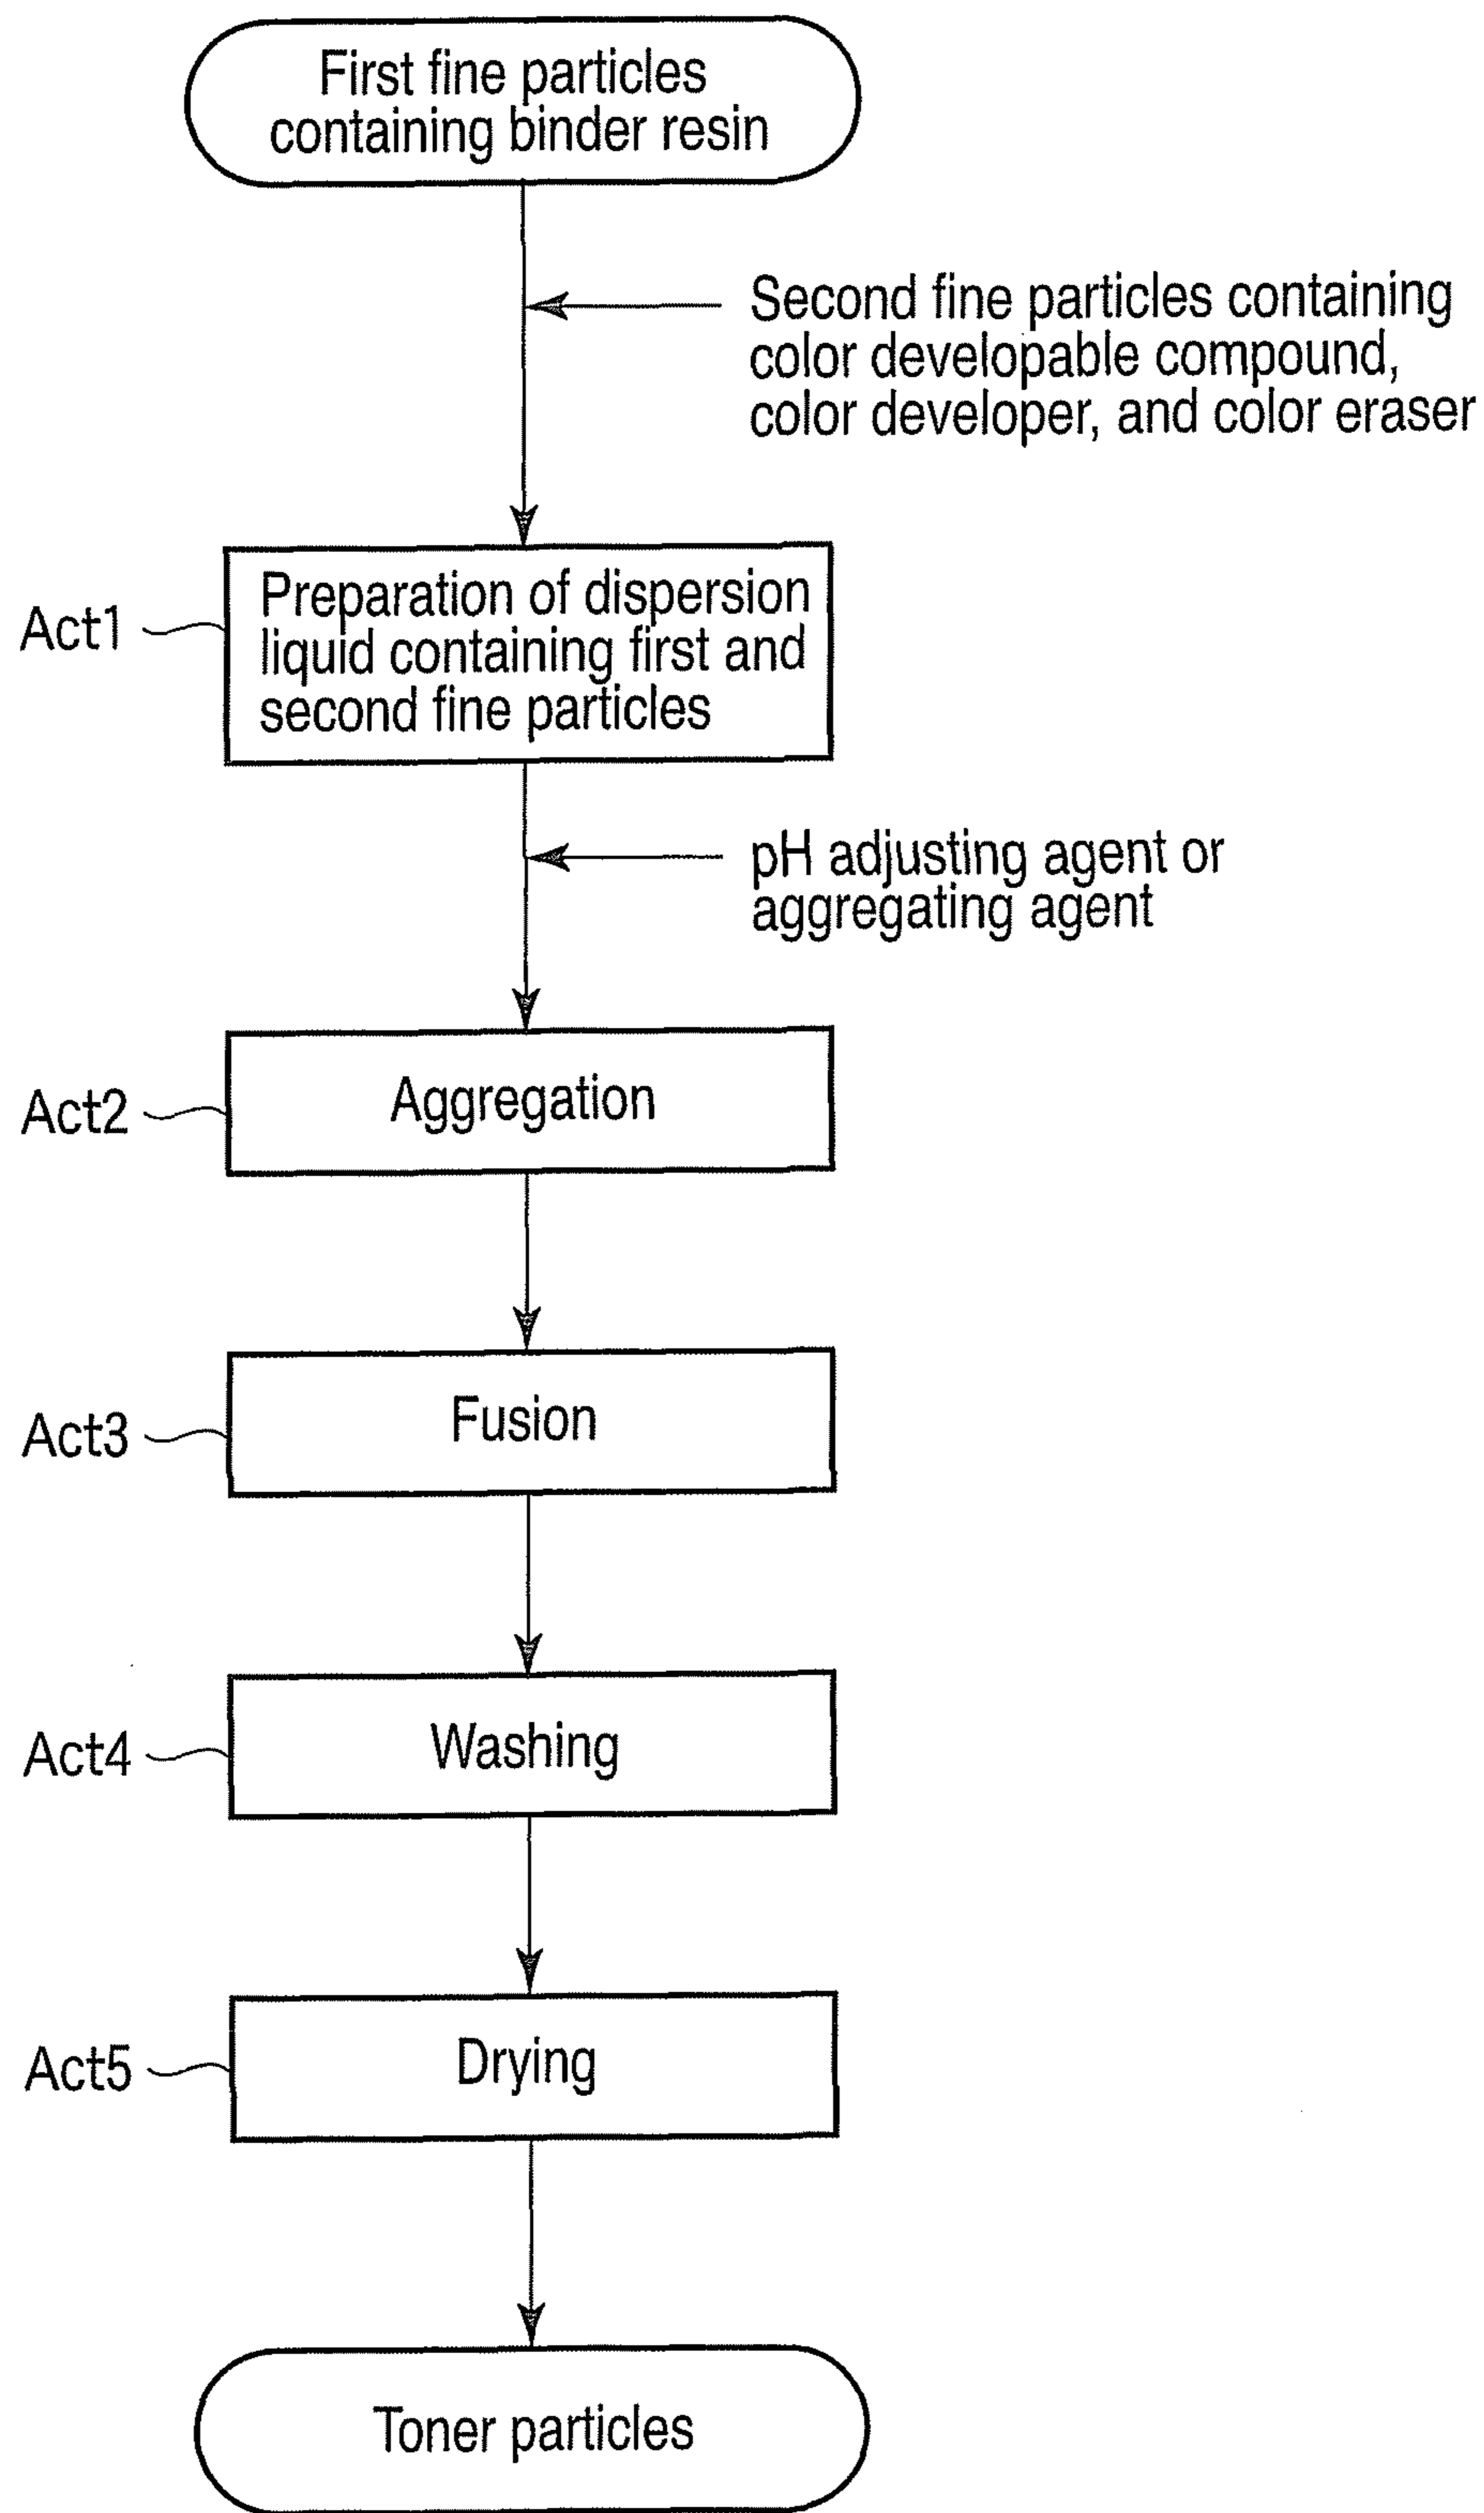 First fine particles
containing binder resin
Second fine particles containing
color developable compound,
color developer, and color eraser
Act1
Preparation of dispersion
liquid containing first and
second fine particles
pH adjusting agent or
aggregating agent
Act2
Aggregation
Act3
Fusion
Act4
Washing
Act5
Drying
Toner particles